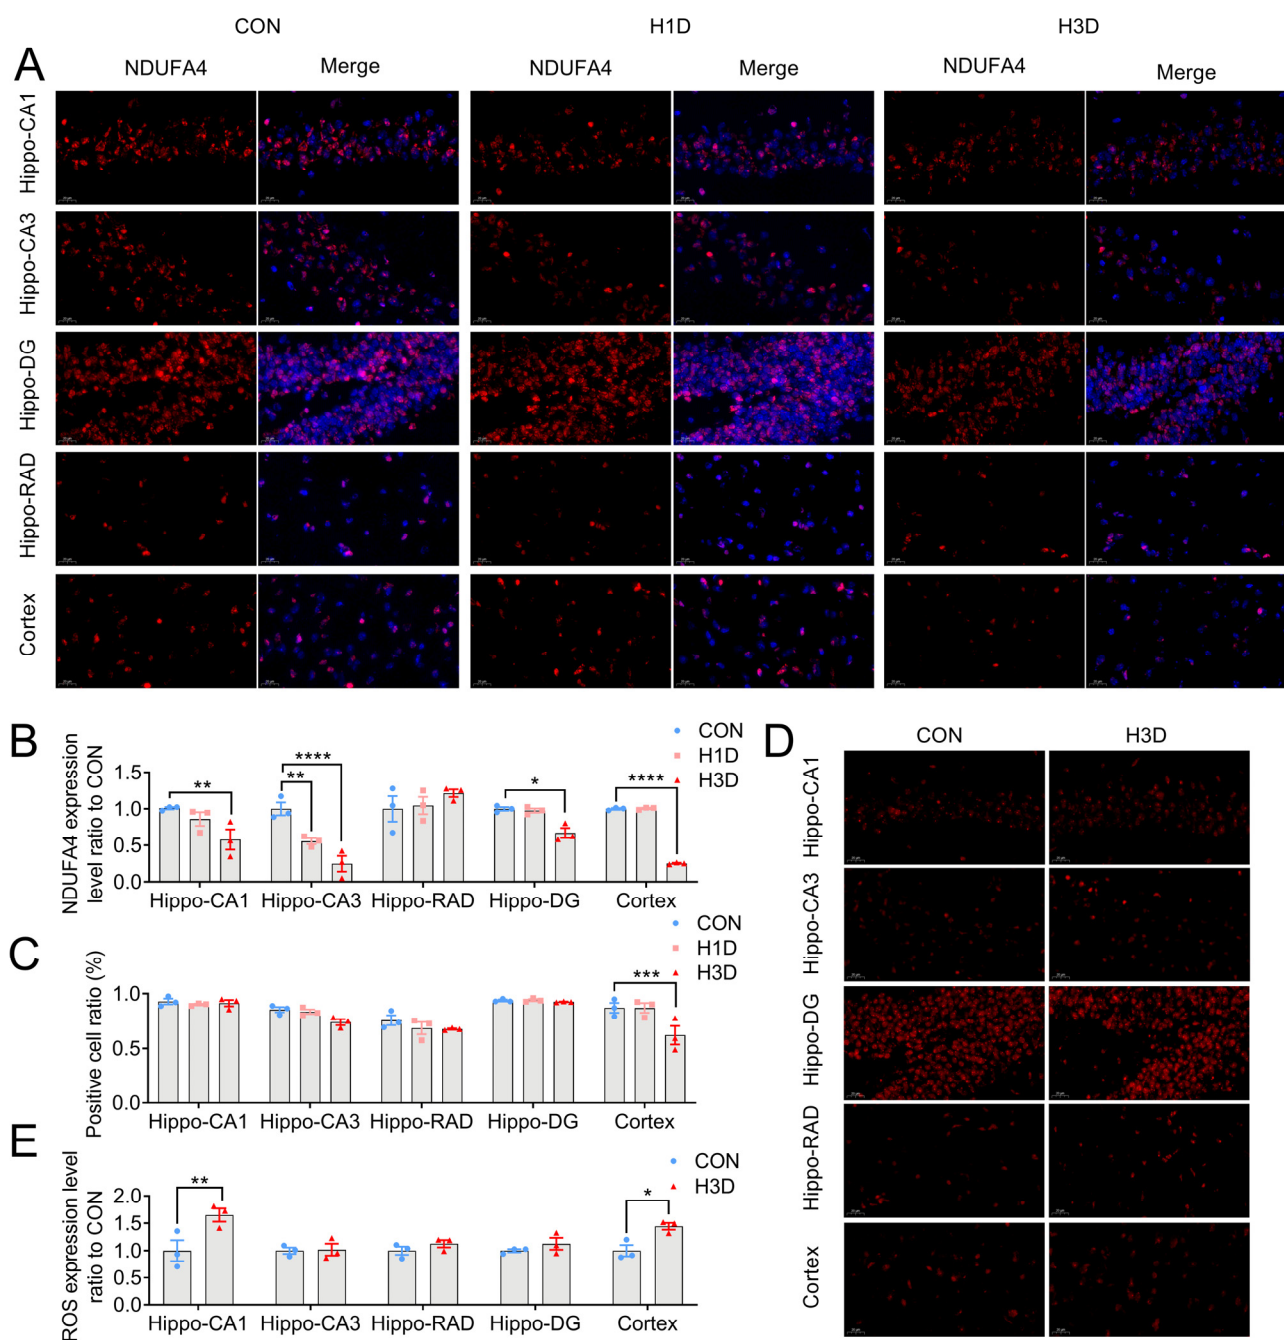 CON H1D H3D
A
NDUFA4 Merge NDUFA4 Merge NDUFA4 Merge
Hippo-CA1
Hippo-CA3
Hippo-DG
Hippo-RAD
Cortex
B
CON
H1D
H3D
NDUFA4 expression
level ratio to CON
1.5
1.0
0.5
0.0
** ** **** * ****
Hippo-CA1 Hippo-CA3 Hippo-RAD Hippo-DG Cortex
C
CON
H1D
H3D
Positive cell ratio (%)
1.0
0.5
0.0
***
Hippo-CA1 Hippo-CA3 Hippo-RAD Hippo-DG Cortex
E
CON
H3D
ROS expression level
ratio to CON
2.0
1.5
1.0
0.5
0.0
** *
Hippo-CA1 Hippo-CA3 Hippo-RAD Hippo-DG Cortex
D
CON H3D
Hippo-CA1
Hippo-CA3
Hippo-DG
Hippo-RAD
Cortex